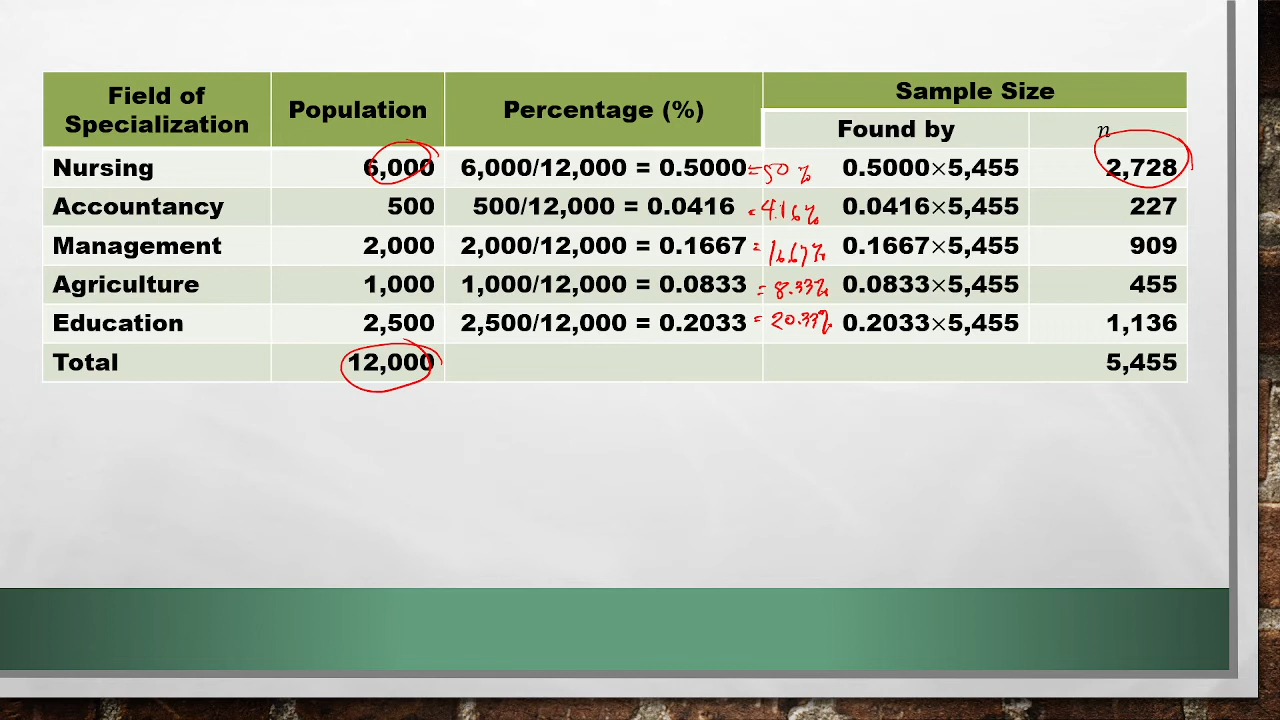 Field of Specialization Population Percentage (%) Sample Size
Found by n
Nursing 6,000 6,000/12,000 = 0.5000 =50 % 0.5000×5,455 2,728
Accountancy 500 500/12,000 = 0.0416 = 4.16% 0.0416×5,455 227
Management 2,000 2,000/12,000 = 0.1667 = 16.67% 0.1667×5,455 909
Agriculture 1,000 1,000/12,000 = 0.0833 = 8.33% 0.0833×5,455 455
Education 2,500 2,500/12,000 = 0.2033 = 20.33% 0.2033×5,455 1,136
Total 12,000 5,455